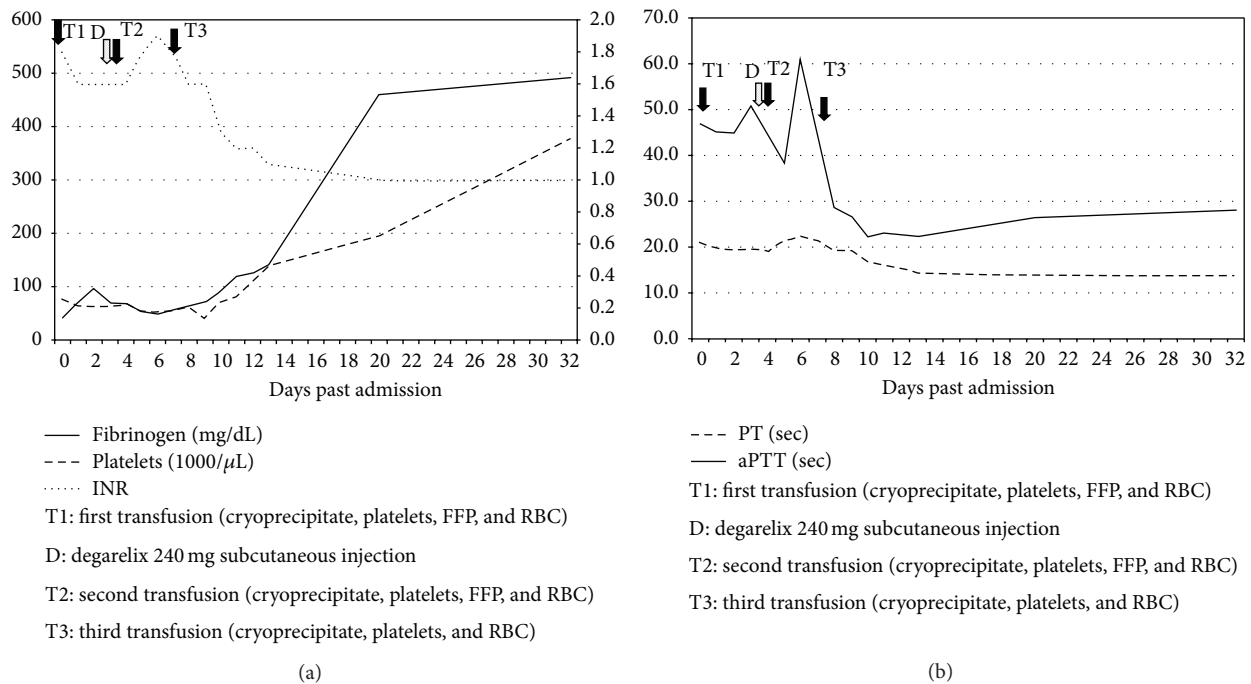 600
500
400
300
200
100
0
2.0
1.8
1.6
1.4
1.2
1.0
0.8
0.6
0.4
0.2
0.0
T1 D T2 T3
0 2 4 6 8 10 12 14 16 18 20 22 24 26 28 30 32
Days past admission
Fibrinogen (mg/dL)
Platelets (1000/μL)
INR
T1: first transfusion (cryoprecipitate, platelets, FFP, and RBC)
D: degarelix 240 mg subcutaneous injection
T2: second transfusion (cryoprecipitate, platelets, FFP, and RBC)
T3: third transfusion (cryoprecipitate, platelets, and RBC)
(a)
70.0
60.0
50.0
40.0
30.0
20.0
10.0
0.0
T1 D T2 T3
0 2 4 6 8 10 12 14 16 18 20 22 24 26 28 30 32
Days past admission
PT (sec)
aPTT (sec)
T1: first transfusion (cryoprecipitate, platelets, FFP, and RBC)
D: degarelix 240 mg subcutaneous injection
T2: second transfusion (cryoprecipitate, platelets, FFP, and RBC)
T3: third transfusion (cryoprecipitate, platelets, and RBC)
(b)